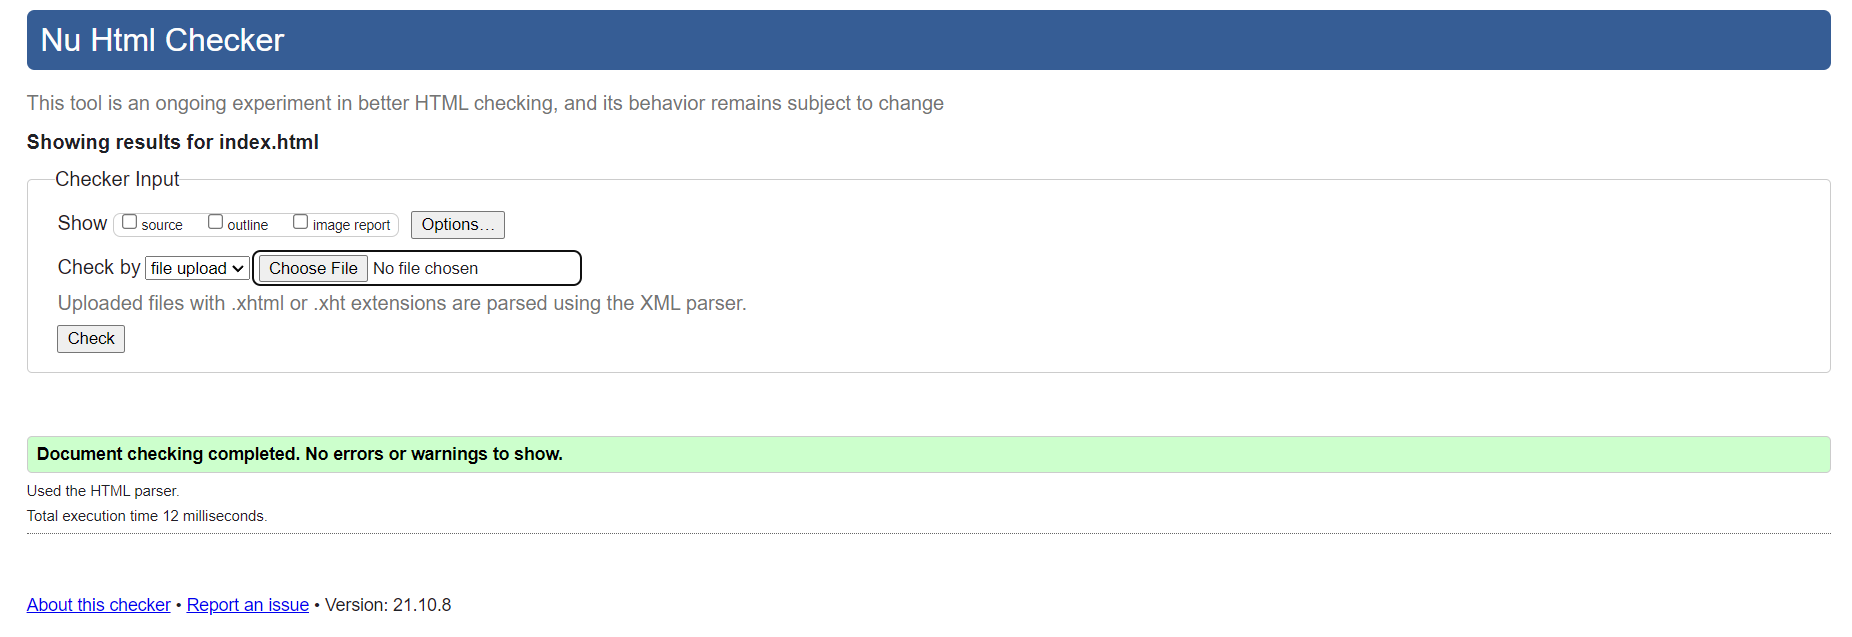 Nu Html Checker
This tool is an ongoing experiment in better HTML checking, and its behavior remains subject to change
Showing results for index.html
Checker Input
Show source outline image report Options...
Check by file upload Choose File No file chosen
Uploaded files with .xhtml or .xht extensions are parsed using the XML parser.
Check
Document checking completed. No errors or warnings to show.
Used the HTML parser.
Total execution time 12 milliseconds.
About this checker • Report an issue • Version: 21.10.8